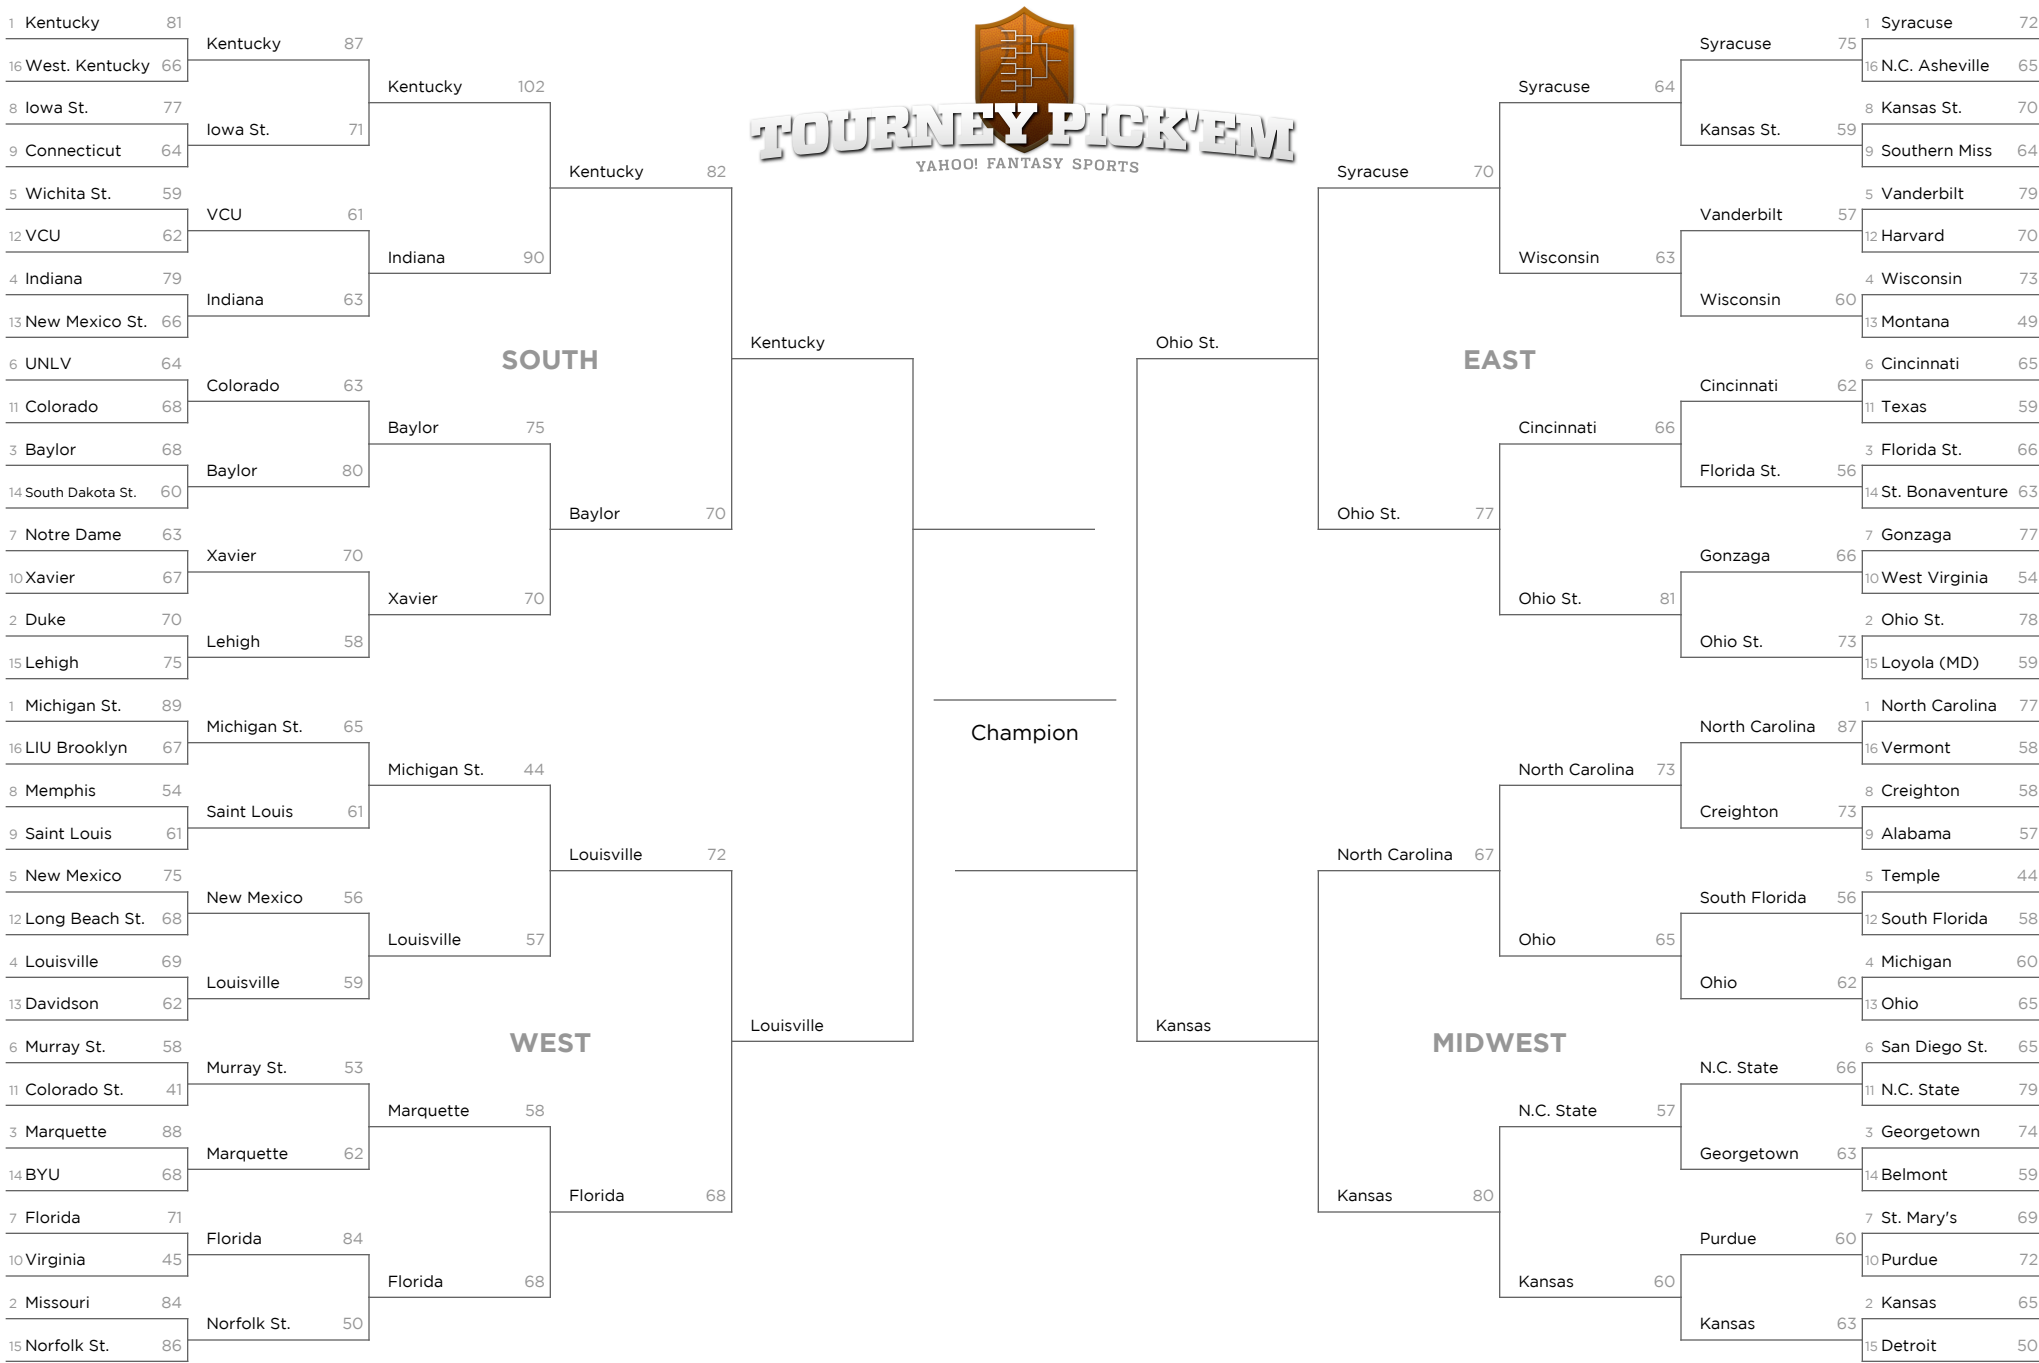 TOURNEY PICK'EM
YAHOO! FANTASY SPORTS
SOUTH
1 Kentucky 81
16 West. Kentucky 66
8 Iowa St. 77
9 Connecticut 64
5 Wichita St. 59
12 VCU 62
4 Indiana 79
13 New Mexico St. 66
6 UNLV 64
11 Colorado 68
3 Baylor 68
14 South Dakota St. 60
7 Notre Dame 63
10 Xavier 67
2 Duke 70
15 Lehigh 75
Kentucky 87
Iowa St. 71
VCU 61
Indiana 63
Colorado 63
Baylor 80
Xavier 70
Lehigh 58
Kentucky 102
Indiana 90
Baylor 75
Xavier 70
Kentucky 82
Baylor 70
Kentucky
WEST
1 Michigan St. 89
16 LIU Brooklyn 67
8 Memphis 54
9 Saint Louis 61
5 New Mexico 75
12 Long Beach St. 68
4 Louisville 69
13 Davidson 62
6 Murray St. 58
11 Colorado St. 41
3 Marquette 88
14 BYU 68
7 Florida 71
10 Virginia 45
2 Missouri 84
15 Norfolk St. 86
Michigan St. 65
Saint Louis 61
New Mexico 56
Louisville 59
Murray St. 53
Marquette 62
Florida 84
Norfolk St. 50
Michigan St. 44
Louisville 57
Marquette 58
Florida 68
Louisville 72
Florida 68
Louisville
Champion
EAST
1 Syracuse 72
16 N.C. Asheville 65
8 Kansas St. 70
9 Southern Miss 64
5 Vanderbilt 79
12 Harvard 70
4 Wisconsin 73
13 Montana 49
6 Cincinnati 65
11 Texas 59
3 Florida St. 66
14 St. Bonaventure 63
7 Gonzaga 77
10 West Virginia 54
2 Ohio St. 78
15 Loyola (MD) 59
Syracuse 75
Kansas St. 59
Vanderbilt 57
Wisconsin 60
Cincinnati 62
Florida St. 56
Gonzaga 66
Ohio St. 73
Syracuse 64
Wisconsin 63
Cincinnati 66
Ohio St. 81
Syracuse 70
Ohio St. 77
Ohio St.
MIDWEST
1 North Carolina 77
16 Vermont 58
8 Creighton 58
9 Alabama 57
5 Temple 44
12 South Florida 58
4 Michigan 60
13 Ohio 65
6 San Diego St. 65
11 N.C. State 79
3 Georgetown 74
14 Belmont 59
7 St. Mary's 69
10 Purdue 72
2 Kansas 65
15 Detroit 50
North Carolina 87
Creighton 73
South Florida 56
Ohio 62
N.C. State 66
Georgetown 63
Purdue 60
Kansas 63
North Carolina 73
Ohio 65
N.C. State 57
Kansas 60
North Carolina 67
Kansas 80
Kansas